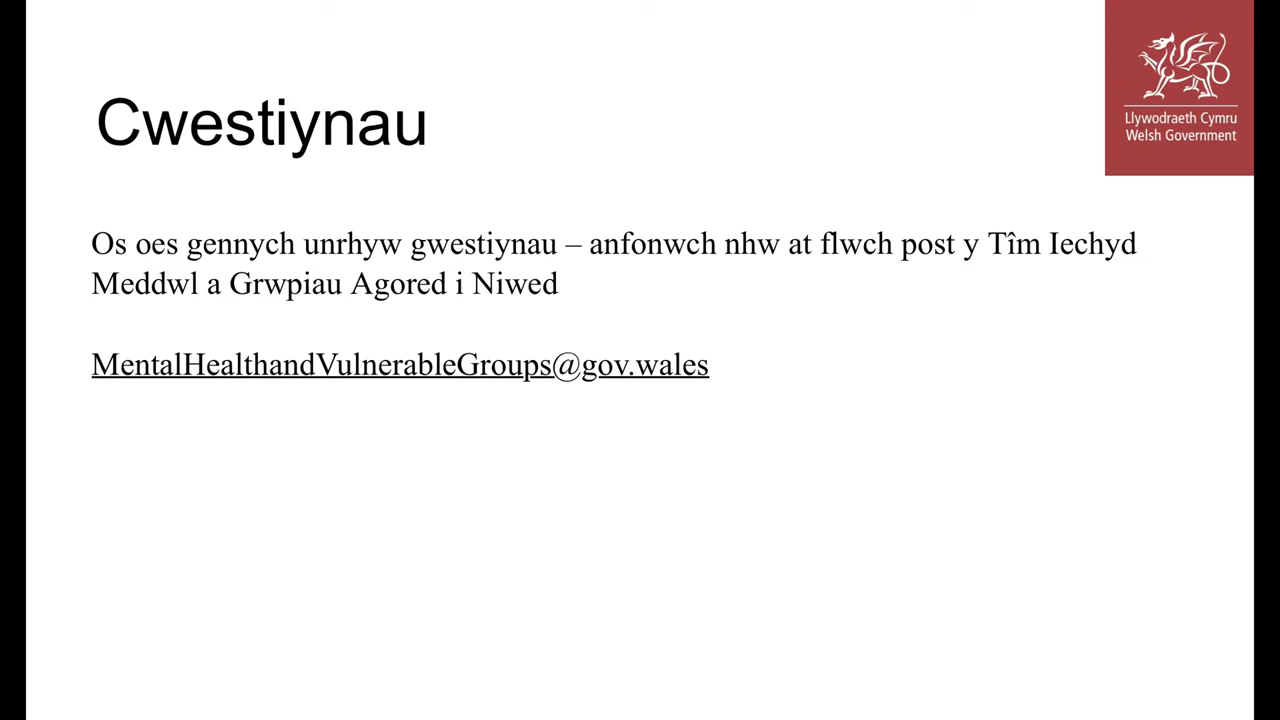 Cwestiynau
Llywodraeth Cymru
Welsh Government
Os oes gennych unrhyw gwestiynau – anfonwch nhw at flwch post y Tîm Iechyd
Meddwl a Grwpiau Agored i Niwed
MentalHealthandVulnerableGroups@gov.wales